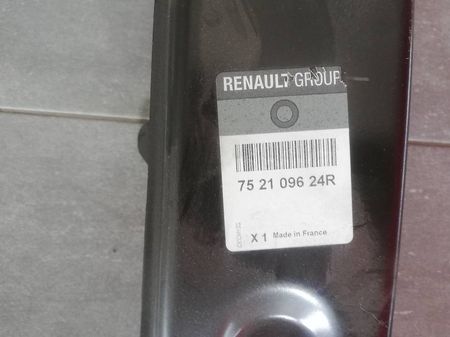 RENAULT GROUP
75 21 096 24R
X 1 Made in France